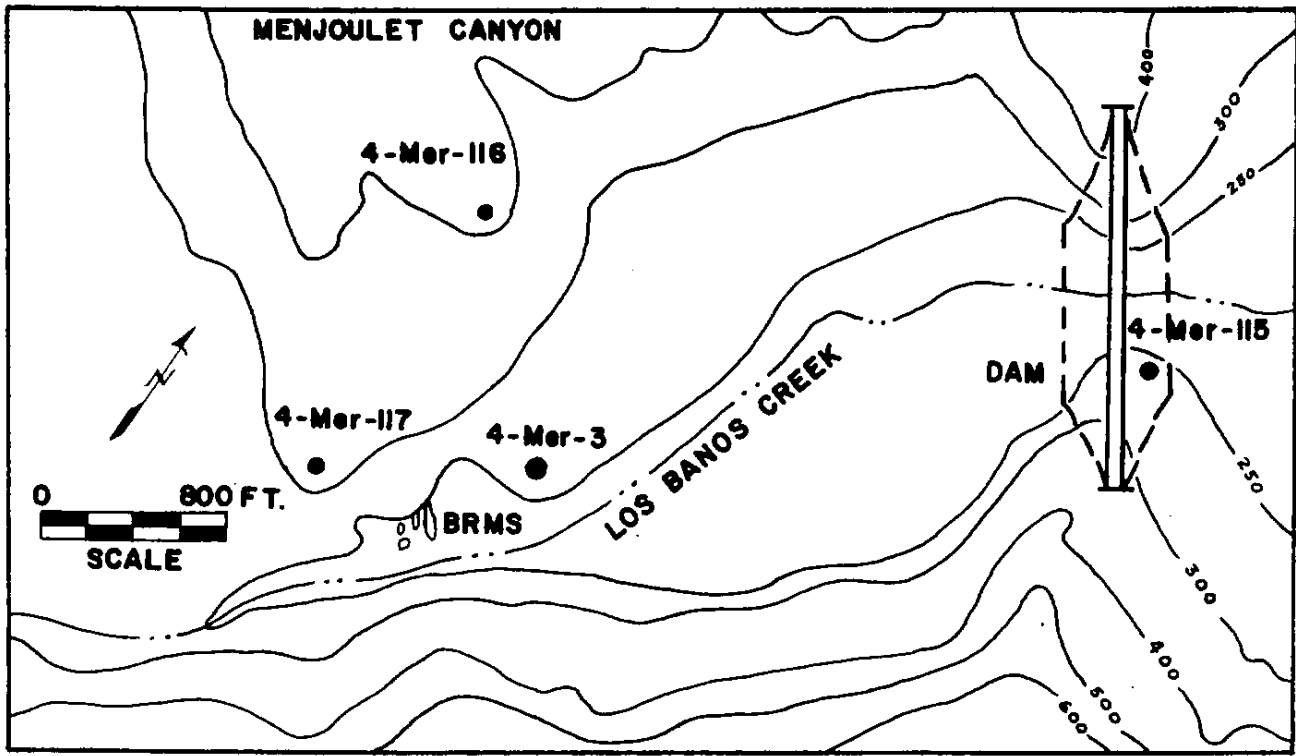 MENJOULET CANYON
400
300
250
4-Mer-116
4-Mer-115
DAM
N
4-Mer-117
4-Mer-3
LOS BANOS CREEK
0 800 FT.
SCALE
BRMS
250
300
400
500
600